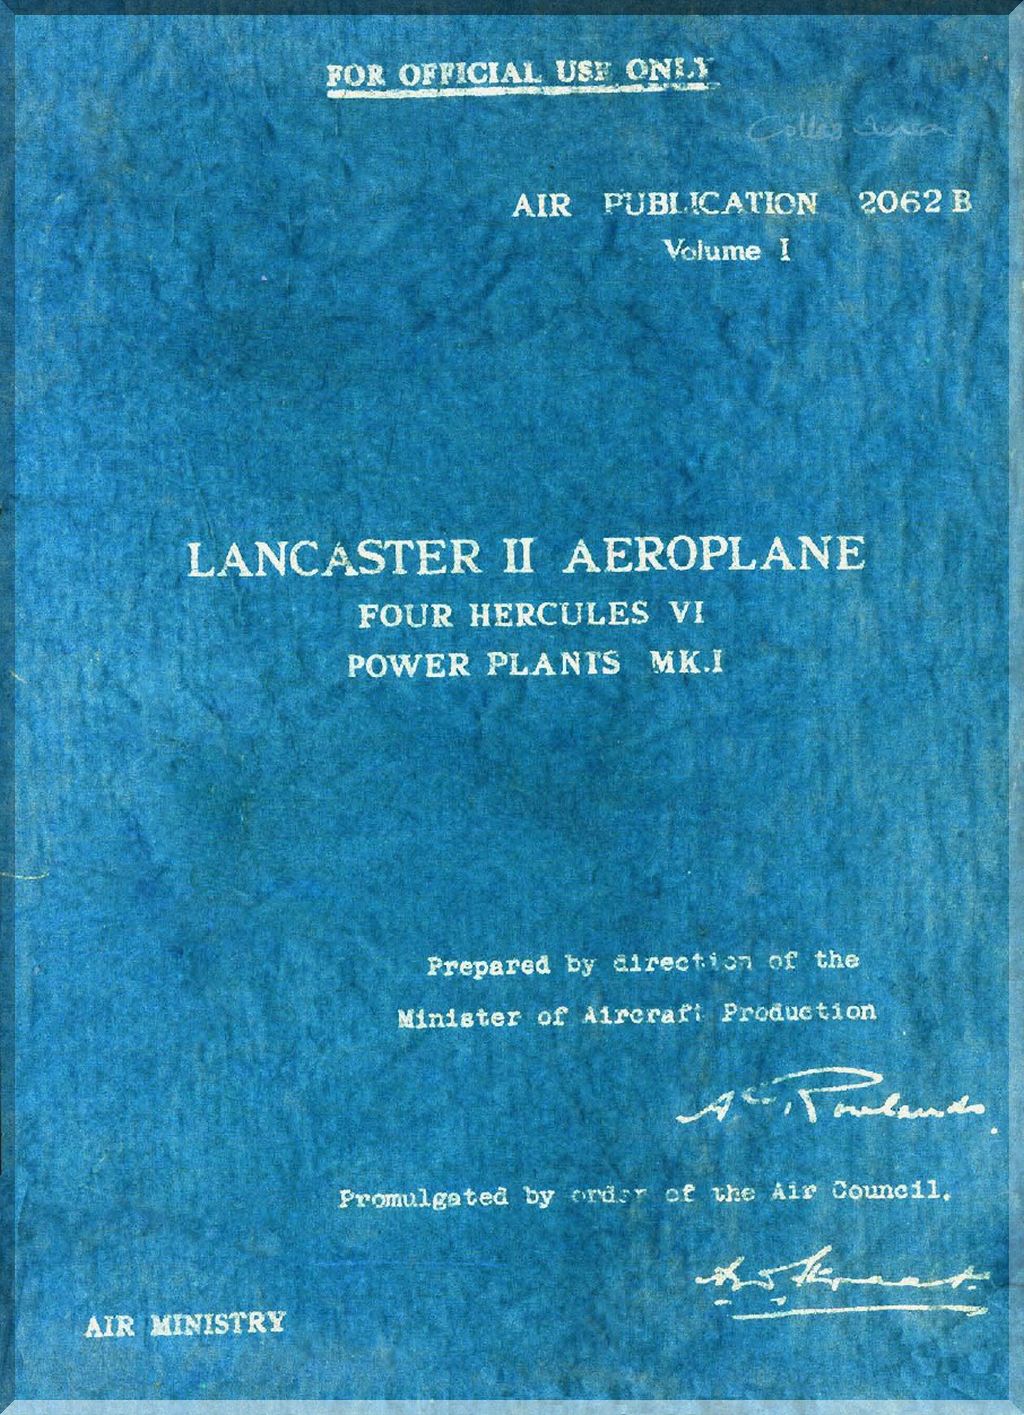 FOR OFFICIAL USE ONLY
AIR PUBLICATION 2062 B
Volume I
LANCASTER II AEROPLANE
FOUR HERCULES VI
POWER PLANTS MK.I
Prepared by direction of the
Minister of Aircraft Production
Rowlands.
Promulgated by order of the Air Council.
AIR MINISTRY